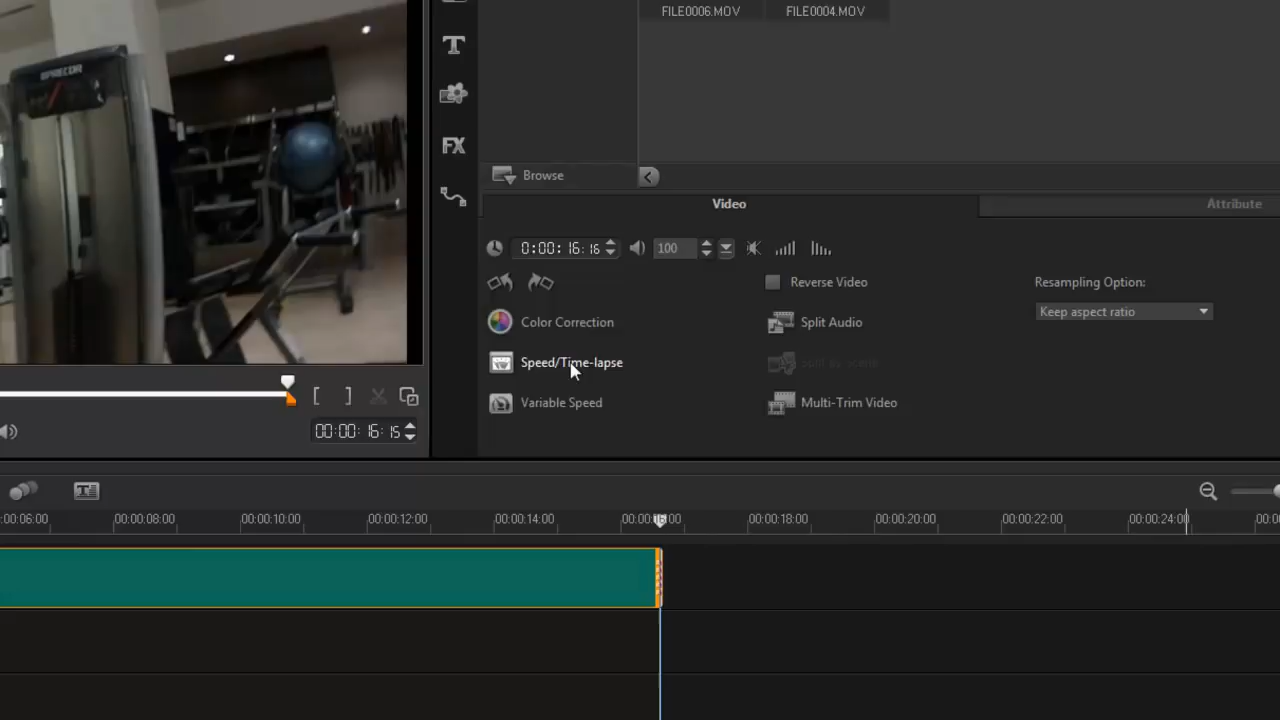 FILE0006.MOV FILE0004.MOV
PRECOR
T
FX
Browse
Video Attribute
0:00: 16: 16 100
Reverse Video Resampling Option:
Color Correction Split Audio Keep aspect ratio
Speed/Time-lapse Split by Scene
Variable Speed Multi-Trim Video
[ ]
00:00: 16: 15
:00:06:00 00:00:08:00 00:00:10:00 00:00:12:00 00:00:14:00 00:00:16:00 00:00:18:00 00:00:20:00 00:00:22:00 00:00:24:00 00:0